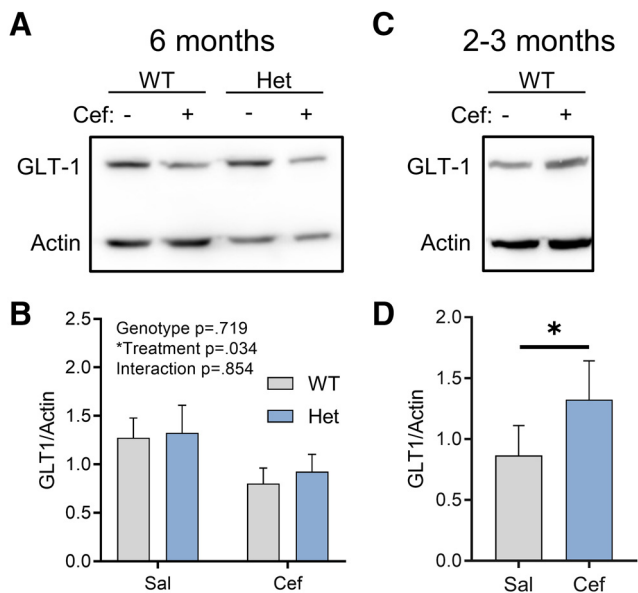 A
6 months
WT Het
Cef: - + - +
GLT-1
Actin
C
2-3 months
WT
Cef: - +
GLT-1
Actin
B
Genotype p=.719
*Treatment p=.034
Interaction p=.854
WT
Het
GLT1/Actin
2.5
2.0
1.5
1.0
0.5
0.0
Sal Cef
D
*
GLT1/Actin
2.0
1.5
1.0
0.5
0.0
Sal Cef